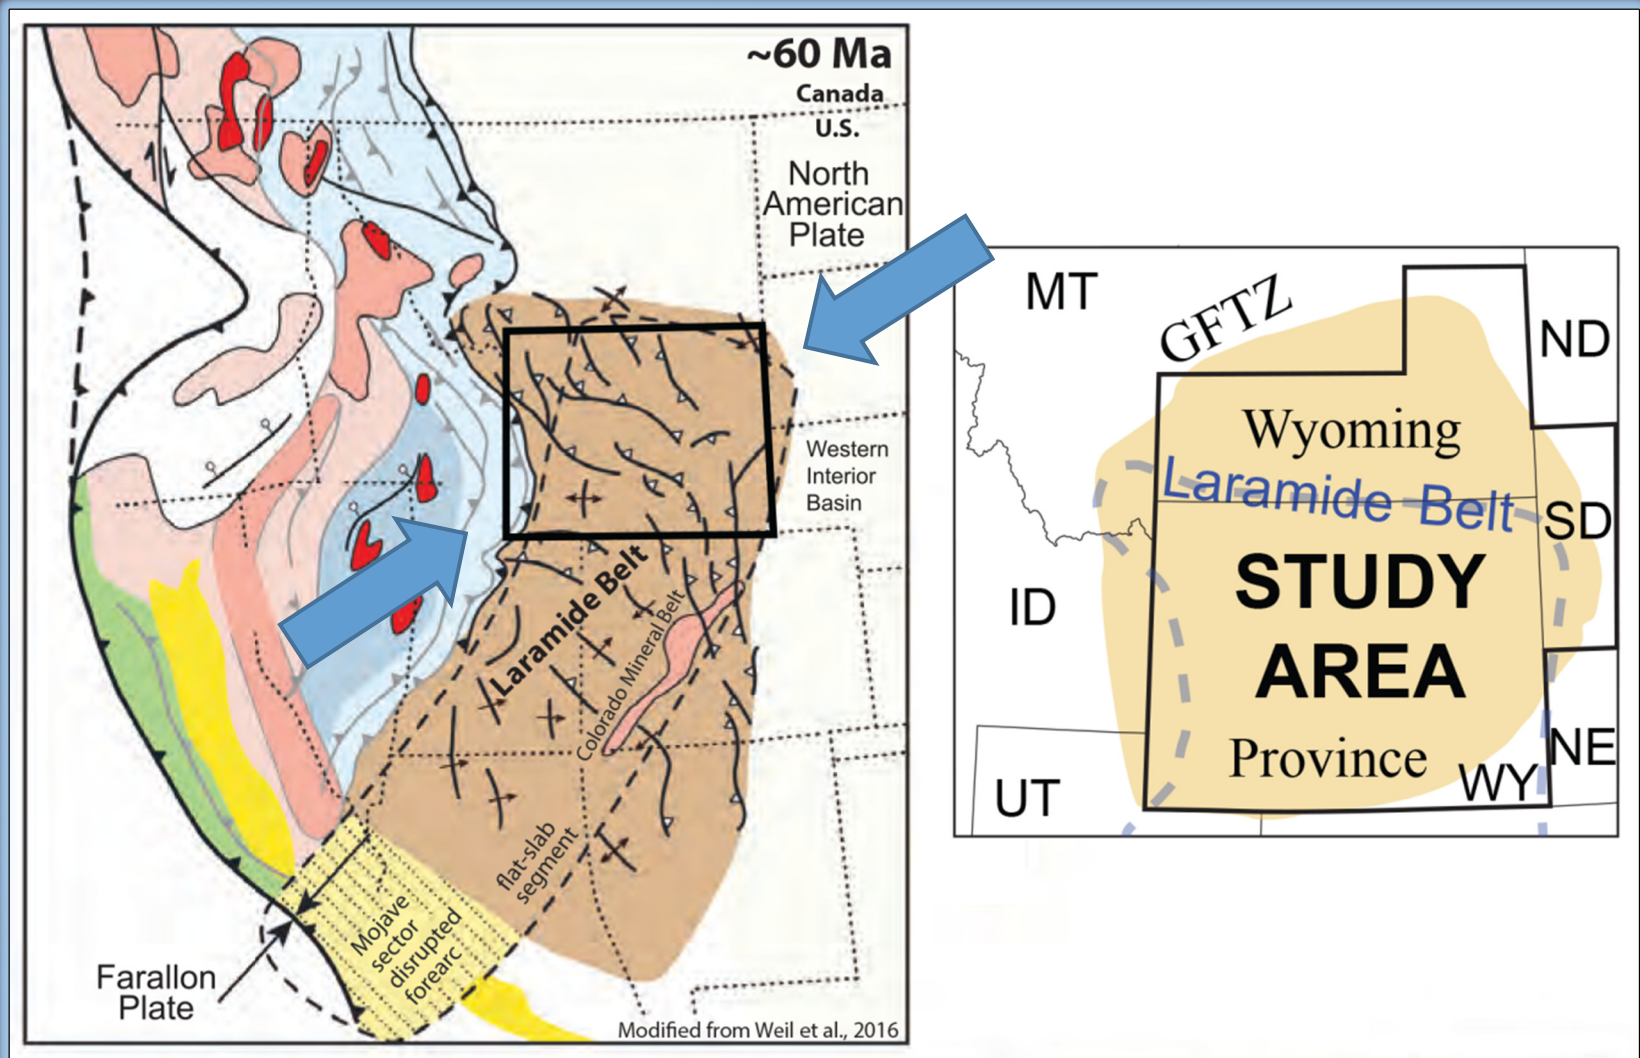 ~60 Ma
Canada
U.S.
North
American
Plate
Western
Interior
Basin
Laramide Belt
Colorado Mineral Belt
flat-slab
segment
Mojave
sector
disrupted
forearc
Farallon
Plate
Modified from Weil et al., 2016
MT
GFTZ
ND
Wyoming
Laramide Belt
SD
STUDY
ID
AREA
Province
NE
WY
UT